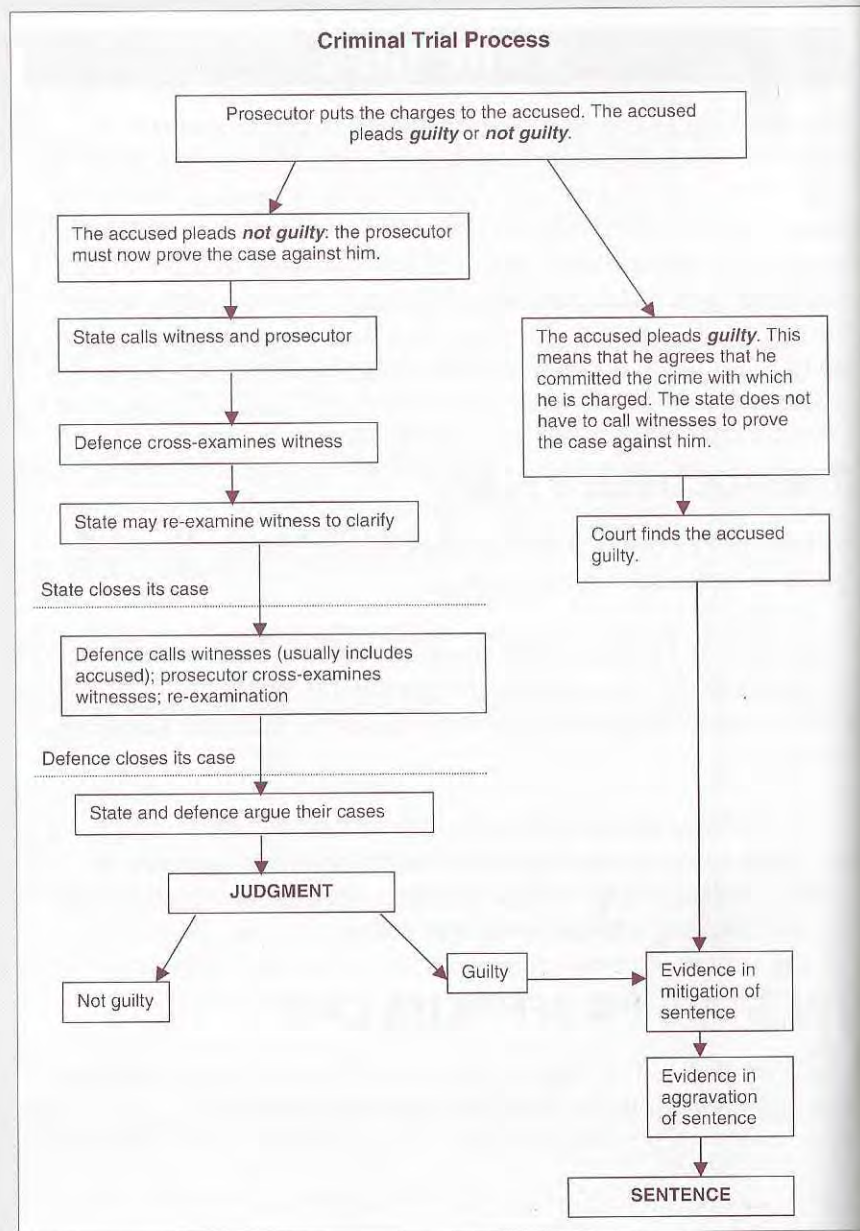 Criminal Trial Process
Prosecutor puts the charges to the accused. The accused
pleads guilty or not guilty.
The accused pleads not guilty: the prosecutor
must now prove the case against him.
State calls witness and prosecutor
Defence cross-examines witness
State may re-examine witness to clarify
State closes its case
Defence calls witnesses (usually includes
accused); prosecutor cross-examines
witnesses; re-examination
Defence closes its case
State and defence argue their cases
JUDGMENT
Not guilty
Guilty
The accused pleads guilty. This
means that he agrees that he
committed the crime with which
he is charged. The state does not
have to call witnesses to prove
the case against him.
Court finds the accused
guilty.
Evidence in
mitigation of
sentence
Evidence in
aggravation
of sentence
SENTENCE